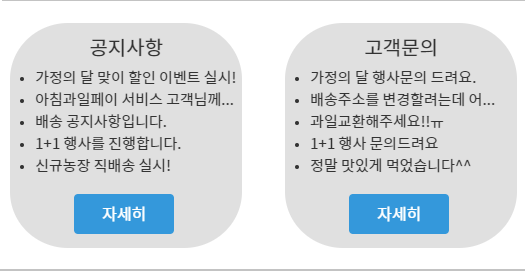 공지사항
가정의 달 맞이 할인 이벤트 실시!
아침과일페이 서비스 고객님께...
배송 공지사항입니다.
1+1 행사를 진행합니다.
신규농장 직배송 실시!
자세히
고객문의
가정의 달 행사문의 드려요.
배송주소를 변경할려는데 어...
과일교환해주세요!!ㅠ
1+1 행사 문의드려요
정말 맛있게 먹었습니다^^
자세히